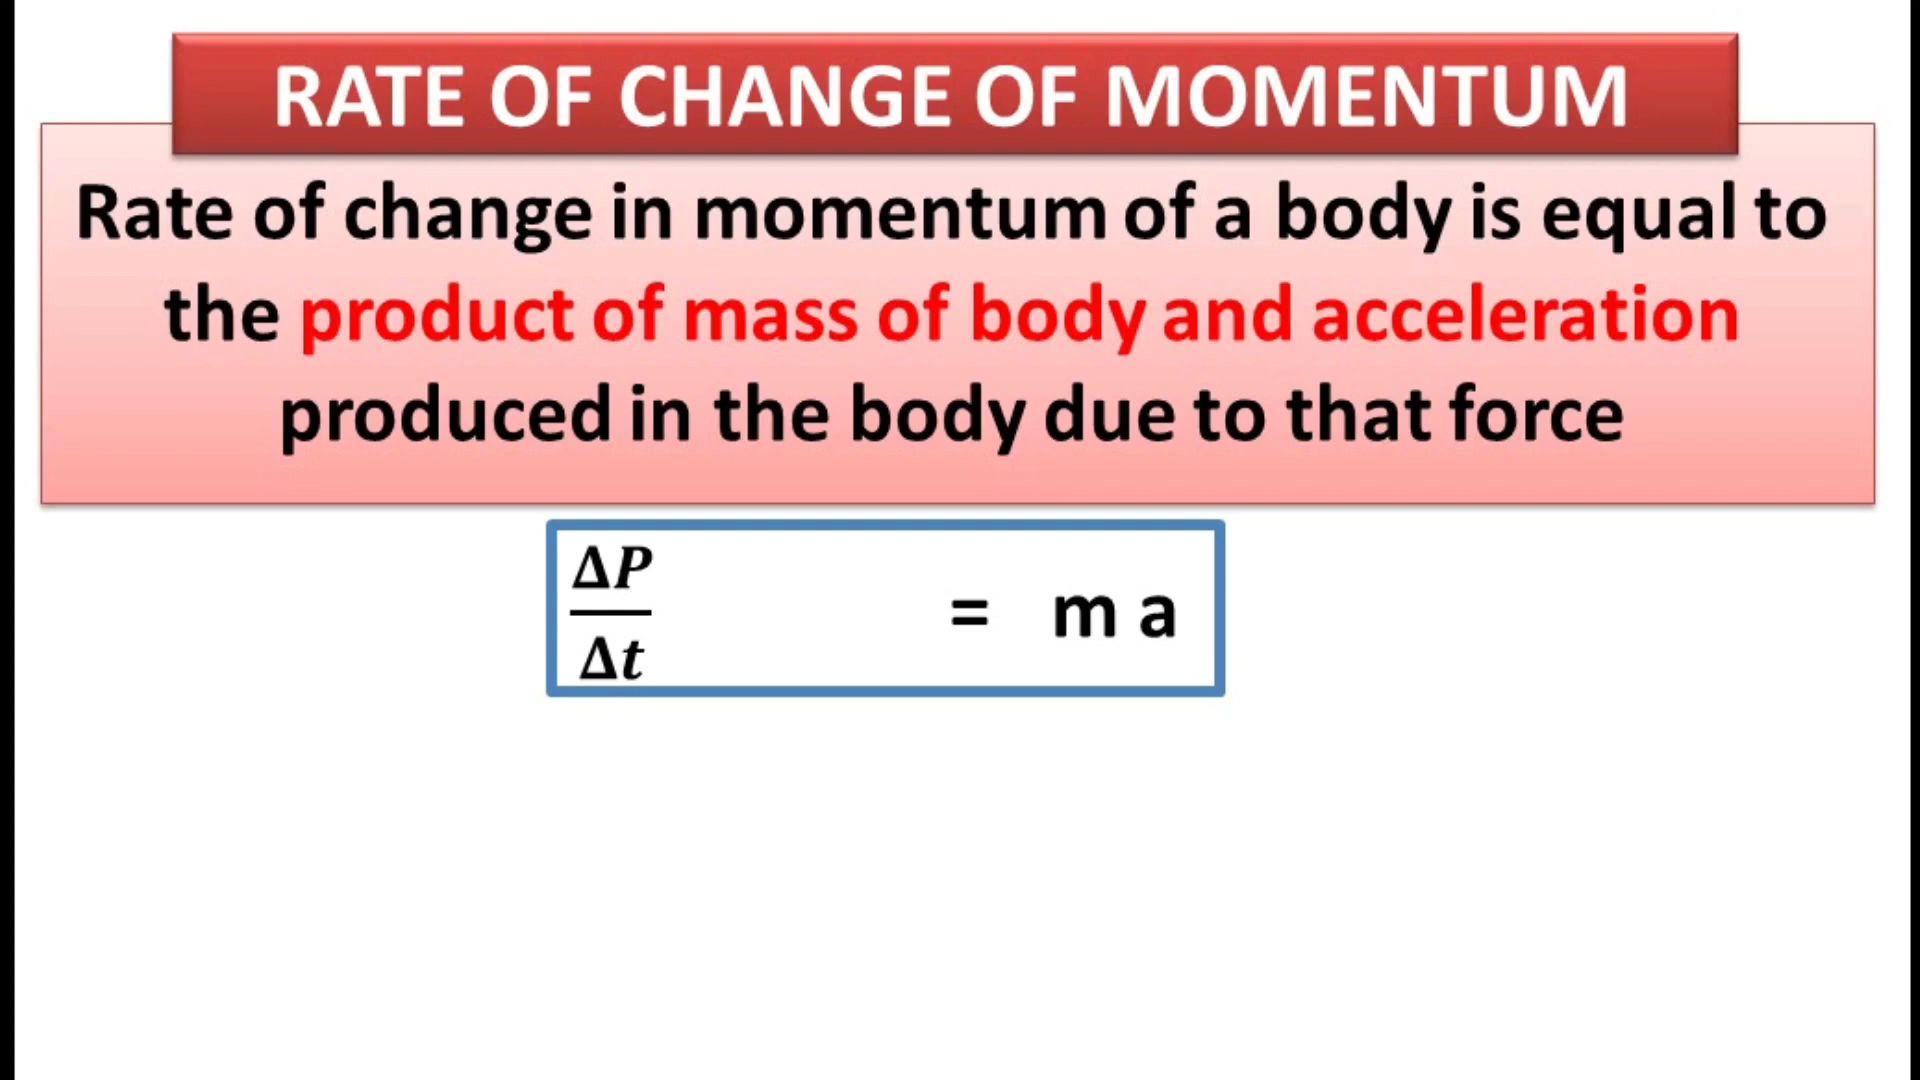 RATE OF CHANGE OF MOMENTUM
Rate of change in momentum of a body is equal to
the product of mass of body and acceleration
produced in the body due to that force
ΔP
Δt
= m a